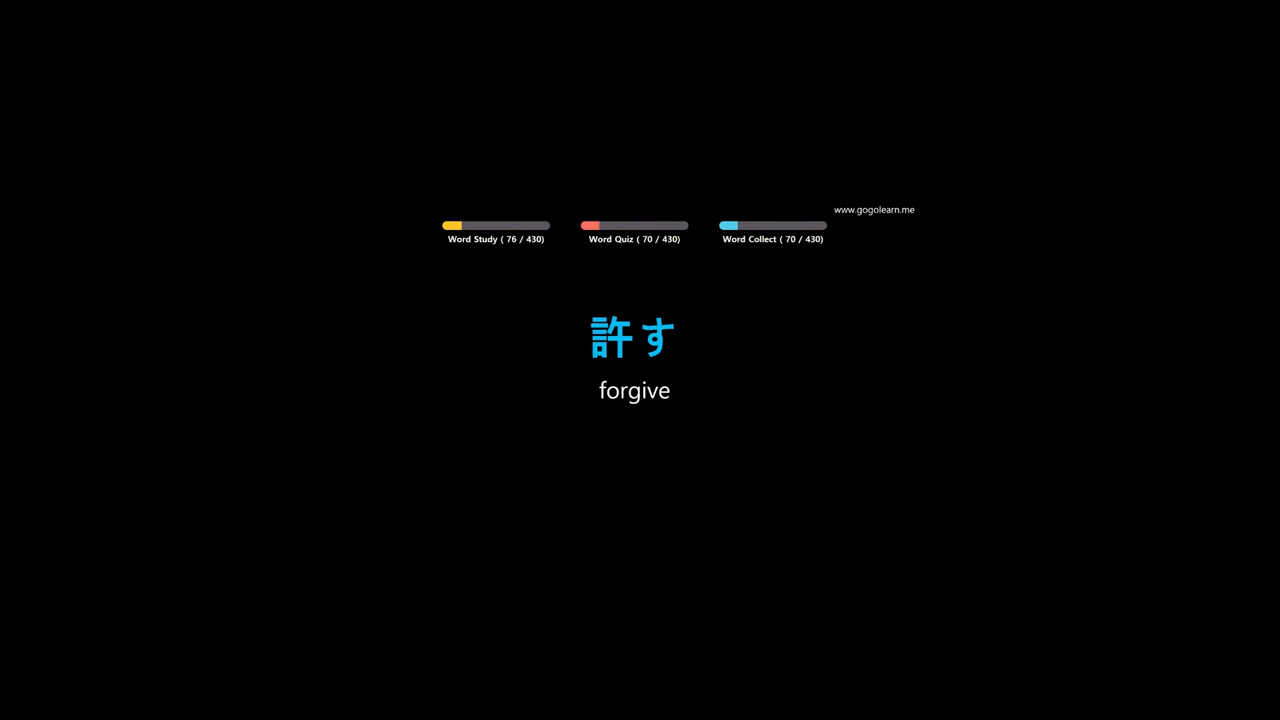 www.gogolearn.me
Word Study ( 76 / 430)
Word Quiz ( 70 / 430)
Word Collect ( 70 / 430)
許す
forgive